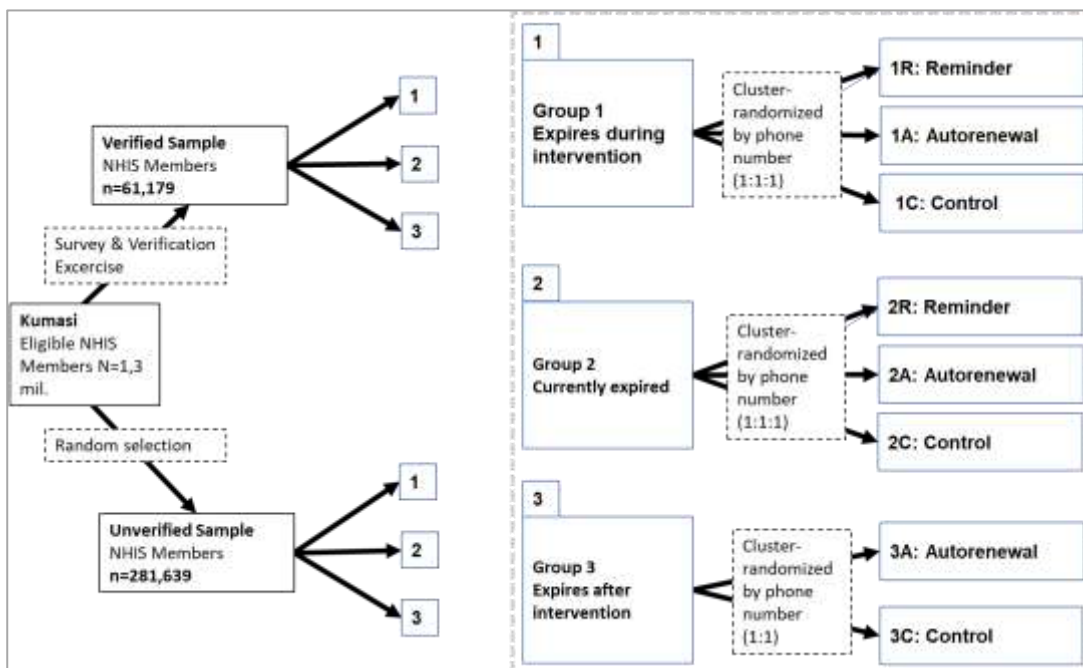 Verified Sample
NHIS Members
n=61,179
1
2
3
Survey & Verification
Excercise
Kumasi
Eligible NHIS
Members N=1,3
mil.
Random selection
Unverified Sample
NHIS Members
n=281,639
1
2
3
1
Group 1
Expires during
intervention
Cluster-
randomized
by phone
number
(1:1:1)
1R: Reminder
1A: Autorenewal
1C: Control
2
Group 2
Currently expired
Cluster-
randomized
by phone
number
(1:1:1)
2R: Reminder
2A: Autorenewal
2C: Control
3
Group 3
Expires after
intervention
Cluster-
randomized
by phone
number
(1:1)
3A: Autorenewal
3C: Control